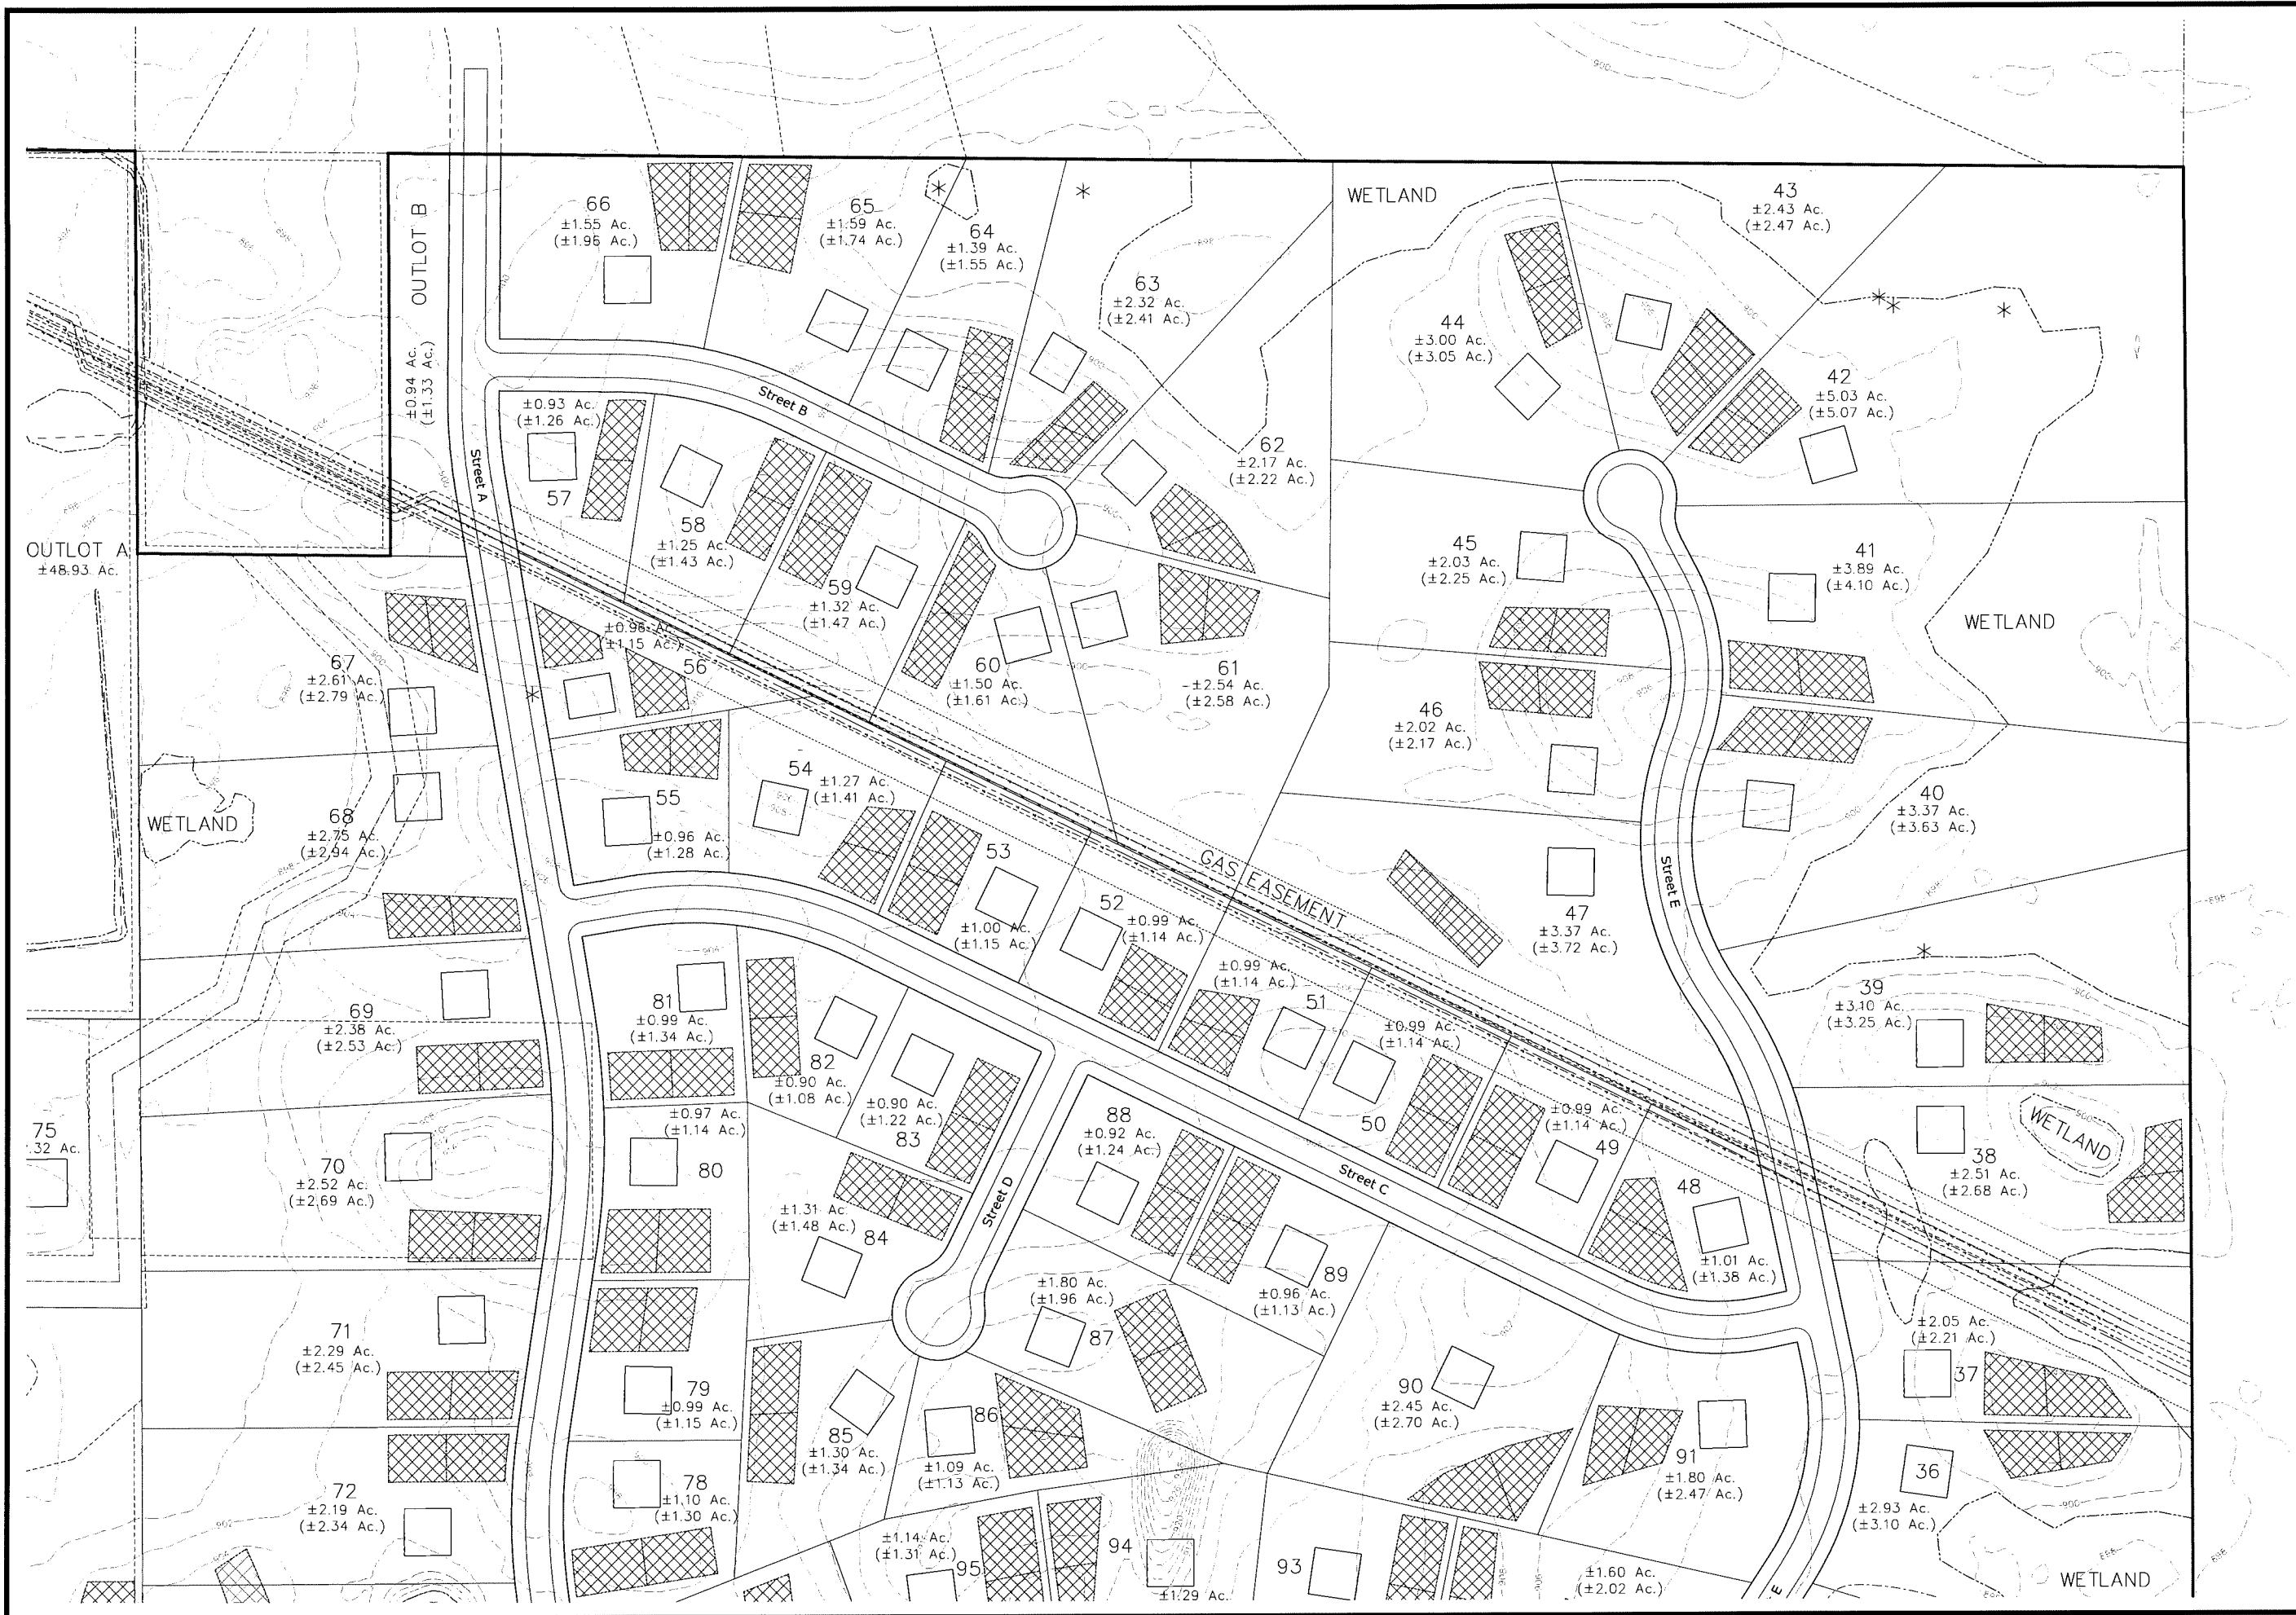 OUTLOT B
±0.94 Ac.
(±1.33 Ac.)
66
±1.55 Ac.
(±1.96 Ac.)
65
±1.59 Ac.
(±1.74 Ac.)
64
±1.39 Ac.
(±1.55 Ac.)
63
±2.32 Ac.
(±2.41 Ac.)
WETLAND
43
±2.43 Ac.
(±2.47 Ac.)
44
±3.00 Ac.
(±3.05 Ac.)
42
±5.03 Ac.
(±5.07 Ac.)
Street B
±0.93 Ac.
(±1.26 Ac.)
57
Street A
58
±1.25 Ac.
(±1.43 Ac.)
62
±2.17 Ac.
(±2.22 Ac.)
OUTLOT A
±48.93 Ac.
59
±1.32 Ac.
(±1.47 Ac.)
45
±2.03 Ac.
(±2.25 Ac.)
41
±3.89 Ac.
(±4.10 Ac.)
WETLAND
±0.96 Ac.
(±1.15 Ac.)
56
67
±2.61 Ac.
(±2.79 Ac.)
60
±1.50 Ac.
(±1.61 Ac.)
61
±2.54 Ac.
(±2.58 Ac.)
46
±2.02 Ac.
(±2.17 Ac.)
54
±1.27 Ac.
(±1.41 Ac.)
55
±0.96 Ac.
(±1.28 Ac.)
WETLAND
68
±2.75 Ac.
(±2.94 Ac.)
40
±3.37 Ac.
(±3.63 Ac.)
53
±1.00 Ac.
(±1.15 Ac.)
GAS EASEMENT
Street E
52
±0.99 Ac.
(±1.14 Ac.)
47
±3.37 Ac.
(±3.72 Ac.)
±0.99 Ac.
(±1.14 Ac.)
51
39
±3.10 Ac.
(±3.25 Ac.)
69
±2.38 Ac.
(±2.53 Ac.)
81
±0.99 Ac.
(±1.34 Ac.)
82
±0.90 Ac.
(±1.08 Ac.)
±0.99 Ac.
(±1.14 Ac.)
50
±0.90 Ac.
(±1.22 Ac.)
83
±0.97 Ac.
(±1.14 Ac.)
80
88
±0.92 Ac.
(±1.24 Ac.)
±0.99 Ac.
(±1.14 Ac.)
49
WETLAND
38
±2.51 Ac.
(±2.68 Ac.)
75
.32 Ac.
70
±2.52 Ac.
(±2.69 Ac.)
Street C
Street D
48
±1.01 Ac.
(±1.38 Ac.)
±1.31 Ac.
(±1.48 Ac.)
84
89
±0.96 Ac.
(±1.13 Ac.)
±1.80 Ac.
(±1.96 Ac.)
87
71
±2.29 Ac.
(±2.45 Ac.)
±2.05 Ac.
(±2.21 Ac.)
37
79
±0.99 Ac.
(±1.15 Ac.)
90
±2.45 Ac.
(±2.70 Ac.)
85
±1.30 Ac.
(±1.34 Ac.)
86
±1.09 Ac.
(±1.13 Ac.)
91
±1.80 Ac.
(±2.47 Ac.)
36
±2.93 Ac.
(±3.10 Ac.)
78
±1.10 Ac.
(±1.30 Ac.)
72
±2.19 Ac.
(±2.34 Ac.)
±1.14 Ac.
(±1.31 Ac.)
95
94
±1.29 Ac.
93
±1.60 Ac.
(±2.02 Ac.)
E
WETLAND